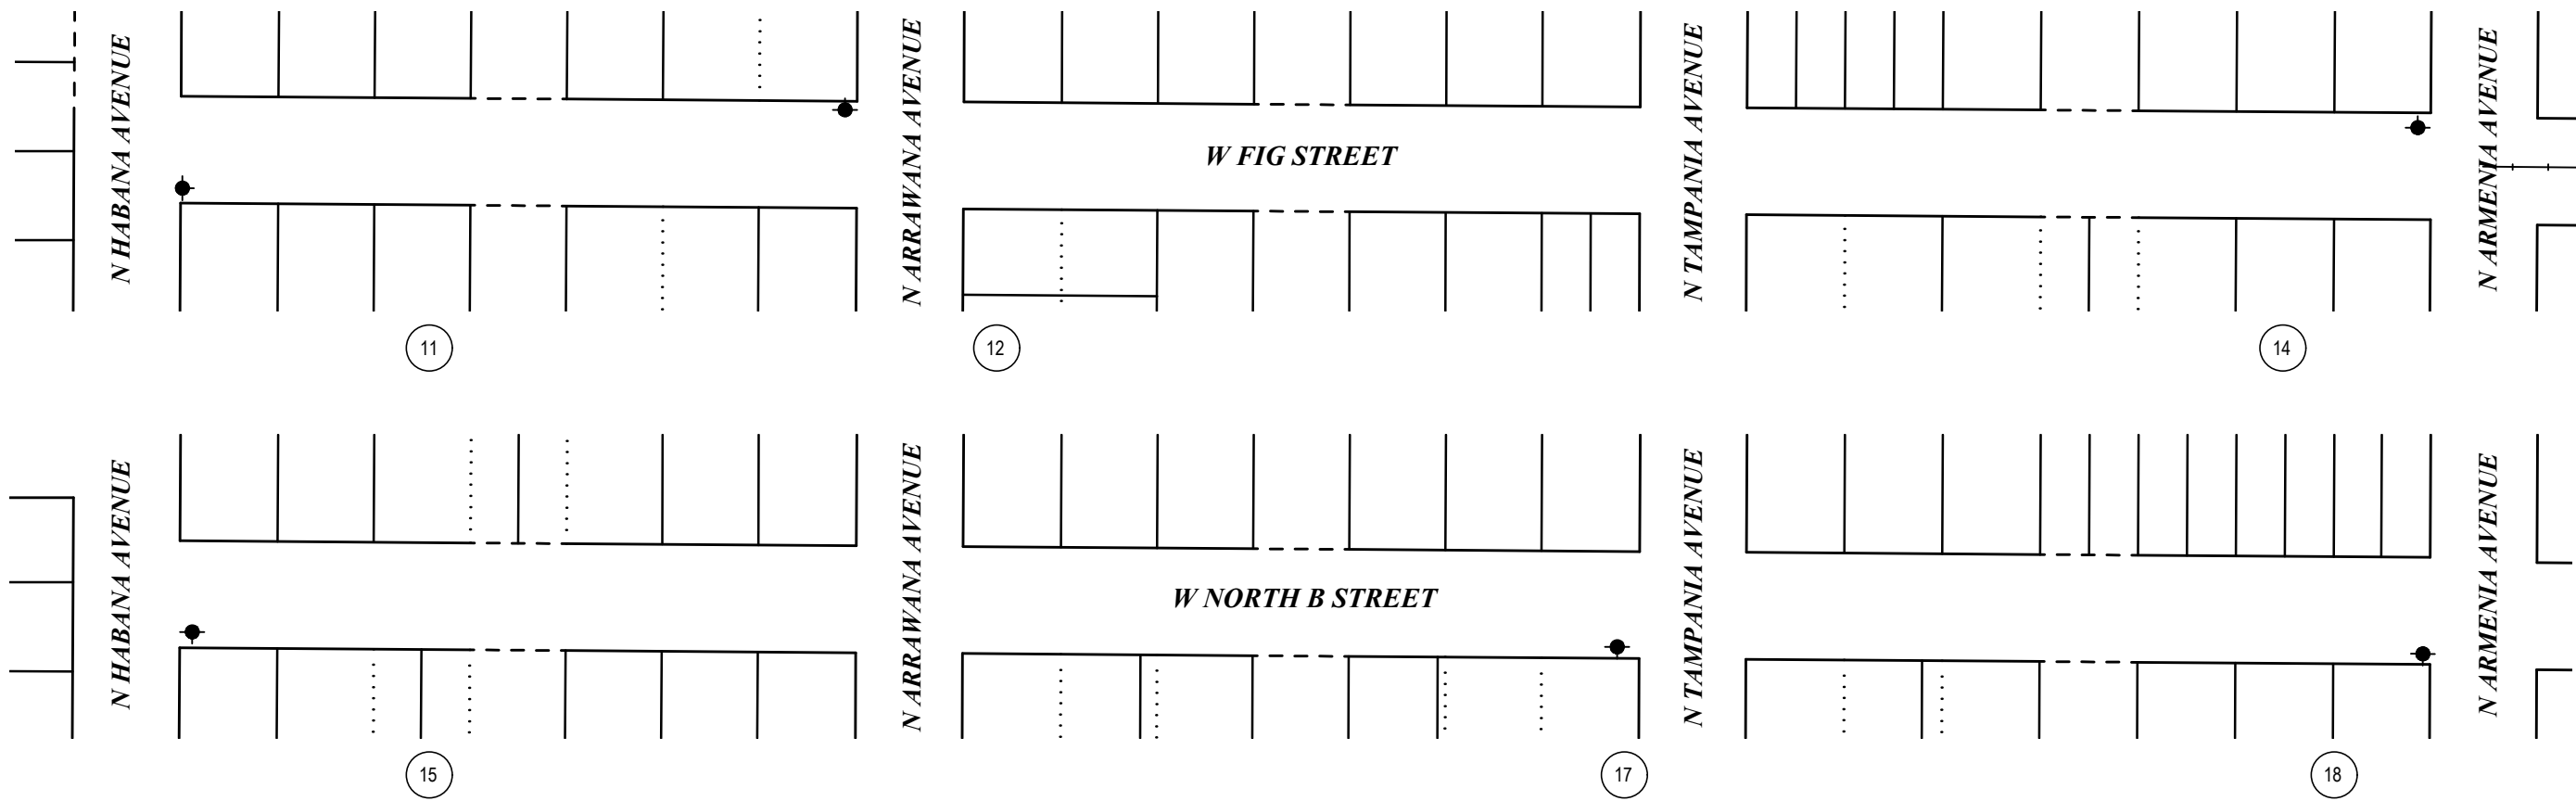 N HABANA AVENUE
N ARRAWANA AVENUE
W FIG STREET
N TAMPANIA AVENUE
N ARMENIA AVENUE
11
12
14
N HABANA AVENUE
N ARRAWANA AVENUE
W NORTH B STREET
N TAMPANIA AVENUE
N ARMENIA AVENUE
15
17
18